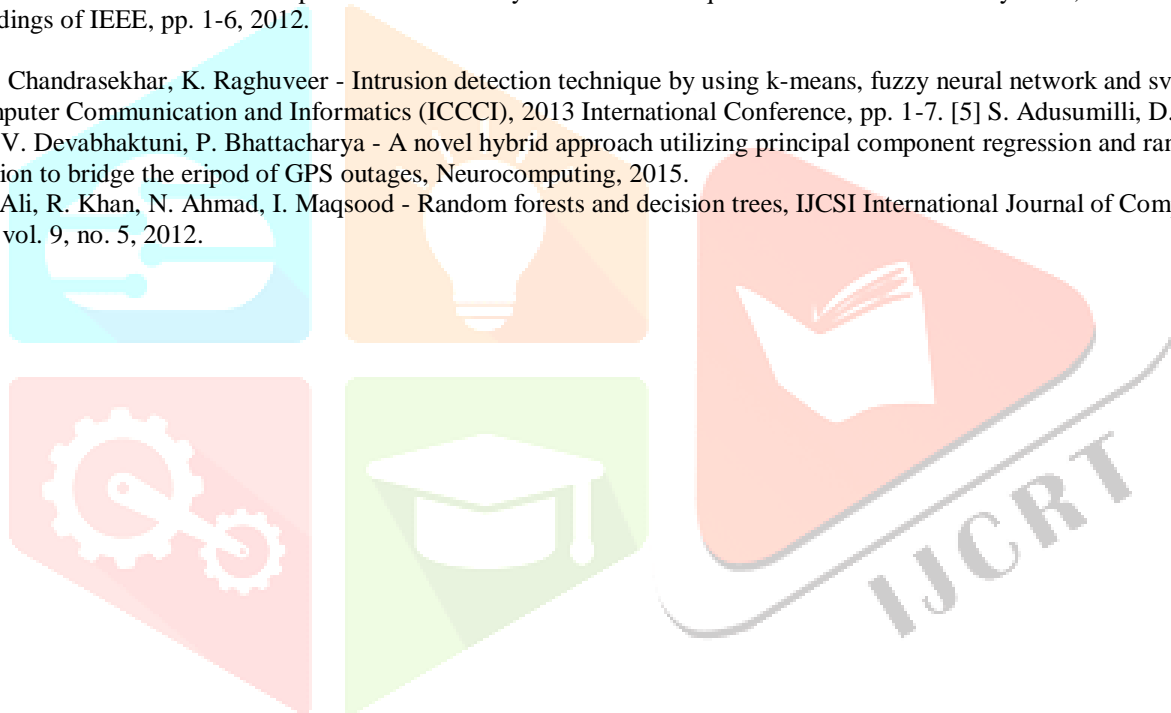 dings of IEEE, pp. 1-6, 2012.
Chandrasekhar, K. Raghuveer - Intrusion detection technique by using k-means, fuzzy neural network and sv
puter Communication and Informatics (ICCCI), 2013 International Conference, pp. 1-7. [5] S. Adusumilli, D.
V. Devabhaktuni, P. Bhattacharya - A novel hybrid approach utilizing principal component regression and ran
ion to bridge the eripod of GPS outages, Neurocomputing, 2015.
Ali, R. Khan, N. Ahmad, I. Maqsood - Random forests and decision trees, IJCSI International Journal of Com
vol. 9, no. 5, 2012.
IJCRT